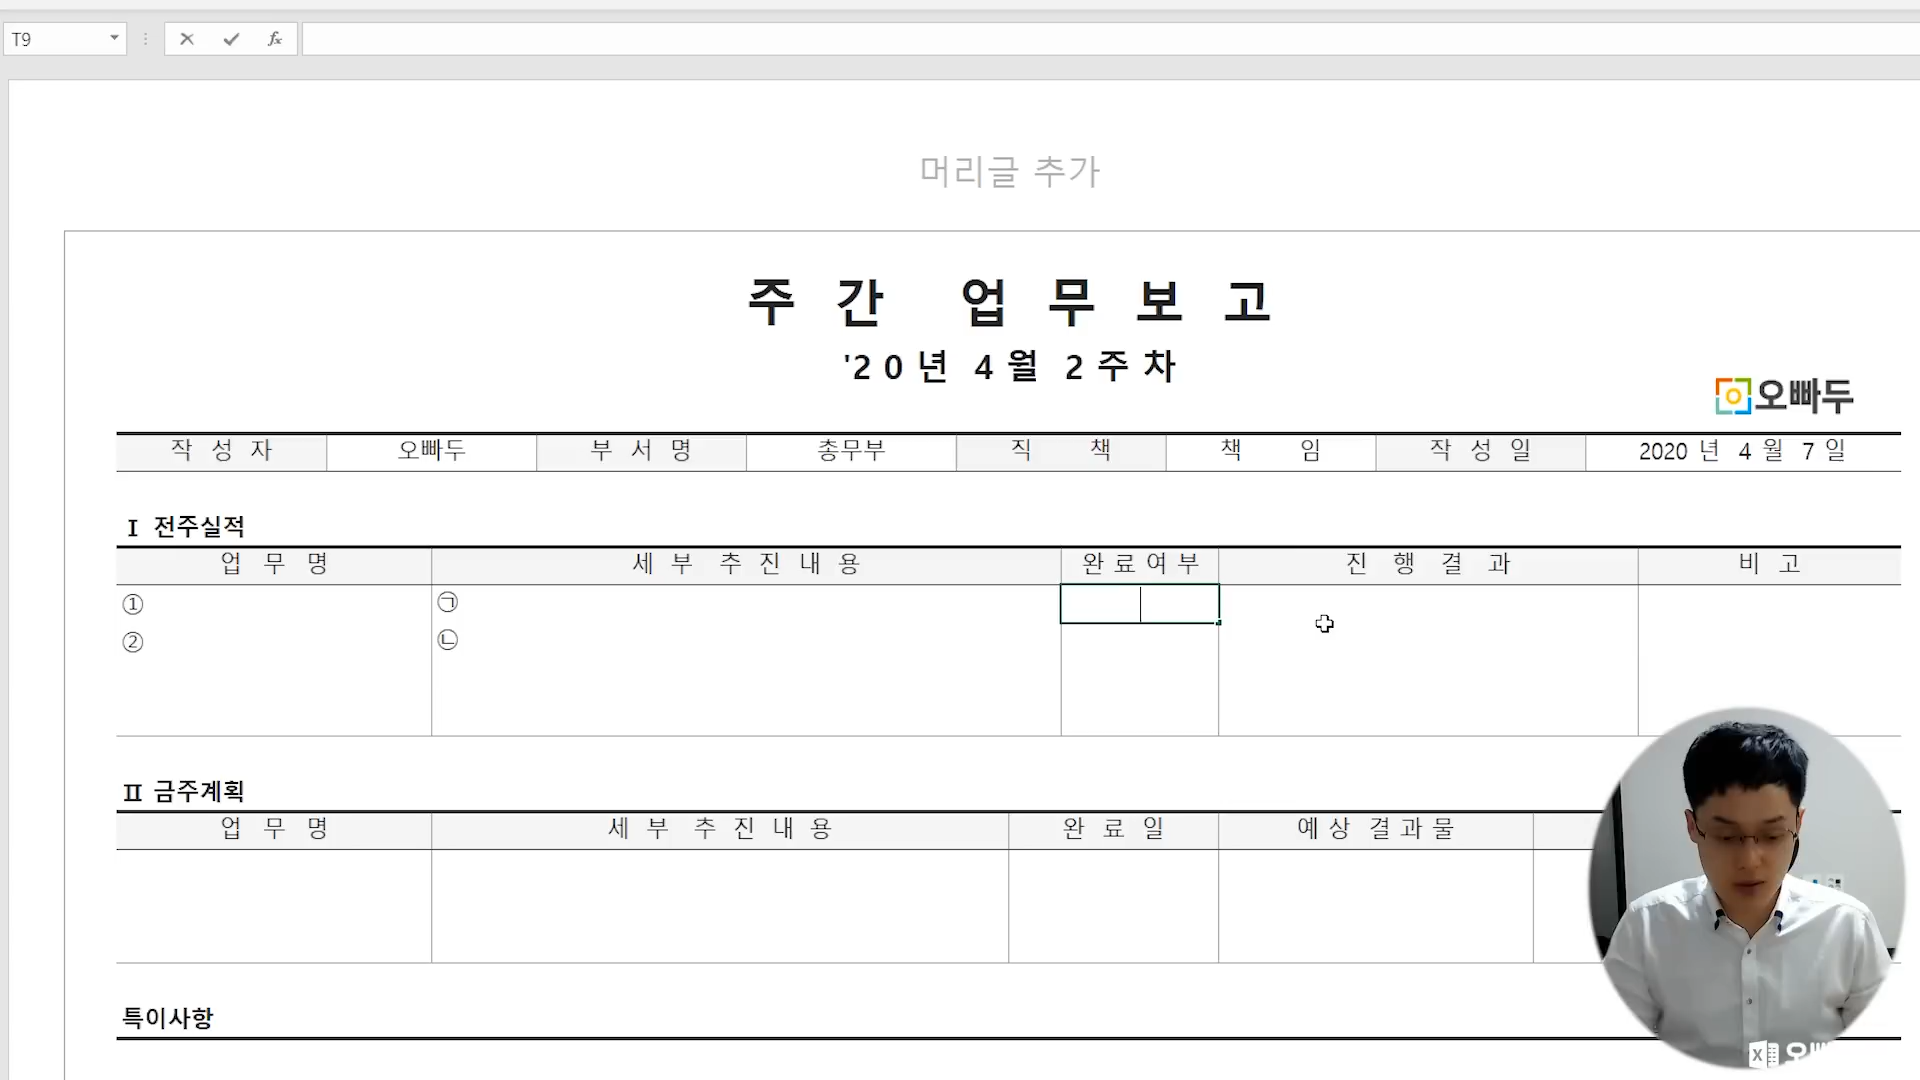 T9
fx
머리글 추가
주 간 업 무 보 고
'20년 4월 2주차
오빠두
작 성 자 오빠두 부 서 명 총무부 직 책 책 임 작 성 일 2020 년 4 월 7 일
Ⅰ 전주실적
업 무 명 세 부 추 진 내 용 완료여부 진 행 결 과 비 고
① ㉠
② ㉡
Ⅱ 금주계획
업 무 명 세 부 추 진 내 용 완 료 일 예상 결과물
특이사항